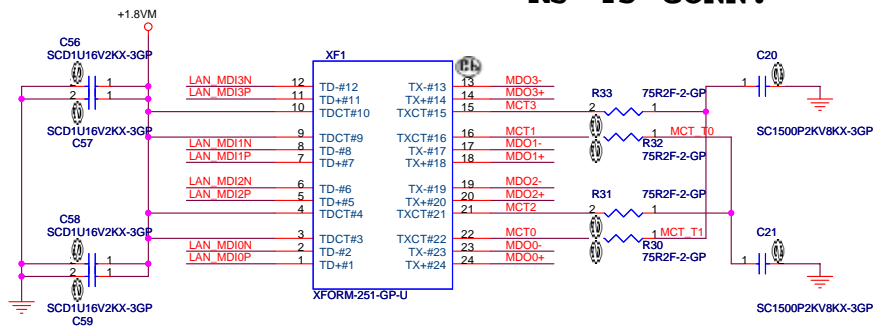 +1.8VM
C56
SCD1U16V2KX-3GP
2 1
2 1
SCD1U16V2KX-3GP
C57
C58
SCD1U16V2KX-3GP
2 1
2 1
SCD1U16V2KX-3GP
C59
XF1
LAN_MDI3N 12 TD-#12 TX-#13 13 MDO3-
LAN_MDI3P 11 TD+#11 TX+#14 14 MDO3+
10 TDCT#10 TXCT#15 15 MCT3
9 TDCT#9 TXCT#16 16 MCT1
LAN_MDI1N 8 TD-#8 TX-#17 17 MDO1-
LAN_MDI1P 7 TD+#7 TX+#18 18 MDO1+
LAN_MDI2N 6 TD-#6 TX-#19 19 MDO2-
LAN_MDI2P 5 TD+#5 TX+#20 20 MDO2+
4 TDCT#4 TXCT#21 21 MCT2
3 TDCT#3 TXCT#22 22 MCT0
LAN_MDI0N 2 TD-#2 TX-#23 23 MDO0-
LAN_MDI0P 1 TD+#1 TX+#24 24 MDO0+
XFORM-251-GP-U
R33 75R2F-2-GP
2 1
1 MCT_T0
R32
75R2F-2-GP
R31 75R2F-2-GP
2 1
1 MCT_T1
R30
75R2F-2-GP
C20
1
SC1500P2KV8KX-3GP
C21
1
SC1500P2KV8KX-3GP